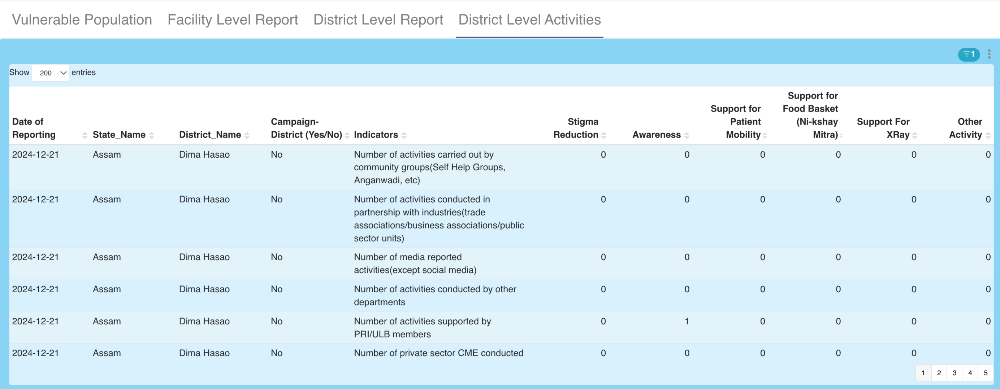 Vulnerable Population Facility Level Report District Level Report District Level Activities
1
Show 200 entries
Date of Reporting State_Name District_Name Campaign-District (Yes/No) Indicators Stigma Reduction Awareness Support for Patient Mobility Support for Food Basket (Ni-kshay Mitra) Support For XRay Other Activity
2024-12-21 Assam Dima Hasao No Number of activities carried out by 0 0 0 0 0 0
community groups(Self Help Groups,
Anganwadi, etc)
2024-12-21 Assam Dima Hasao No Number of activities conducted in 0 0 0 0 0 0
partnership with industries(trade
associations/business associations/public
sector units)
2024-12-21 Assam Dima Hasao No Number of media reported 0 0 0 0 0 0
activities(except social media)
2024-12-21 Assam Dima Hasao No Number of activities conducted by other 0 0 0 0 0 0
departments
2024-12-21 Assam Dima Hasao No Number of activities supported by 0 1 0 0 0 0
PRI/ULB members
2024-12-21 Assam Dima Hasao No Number of private sector CME conducted 0 0 0 0 0 0
1 2 3 4 5